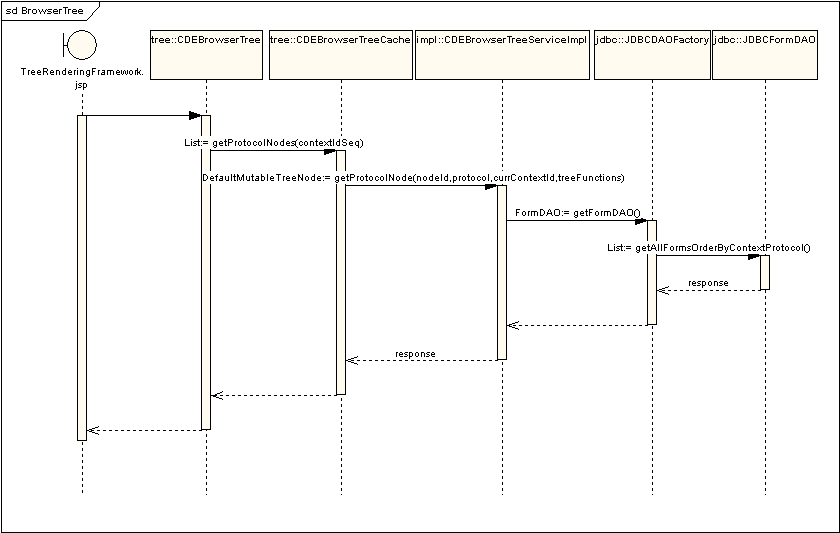 sd BrowserTree
TreeRenderingFramework.
jsp
tree::CDEBrowserTree
tree::CDEBrowserTreeCache
impl::CDEBrowserTreeServiceImpl
jdbc::JDBCDAOFactory
jdbc::JDBCFormDAO
List:= getProtocolNodes(contextIdSeq)
DefaultMutableTreeNode:= getProtocolNode(nodeId,protocol,currContextId,treeFunctions)
FormDAO:= getFormDAO()
List:= getAllFormsOrderByContextProtocol()
response
response